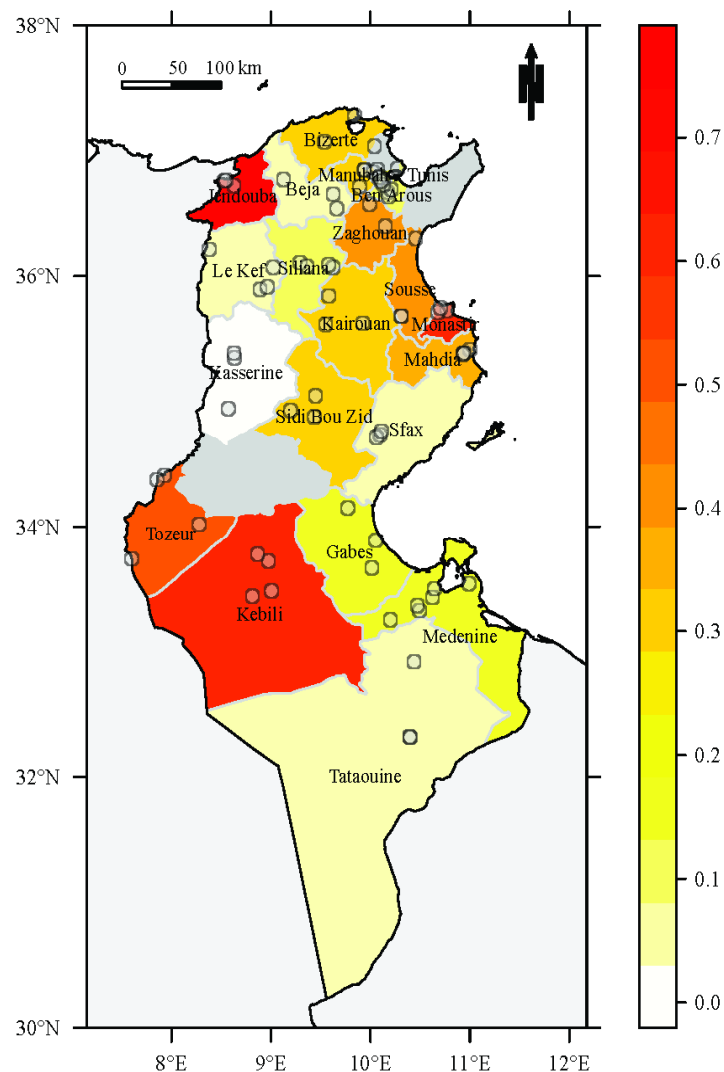 38°N
0 50 100 km
Bizerte
0.7
Manubah Tunis
Jendouba Beja Ben Arous
Zaghouan
36°N
Le Kef Siliana
0.6
Sousse
Kairouan Monastir
Mahdia
Kasserine
0.5
Sidi Bou Zid Sfax
0.4
34°N
Tozeur
Gabes
Kebili
0.3
Medenine
0.2
32°N
Tataouine
0.1
0.0
30°N
8°E 9°E 10°E 11°E 12°E